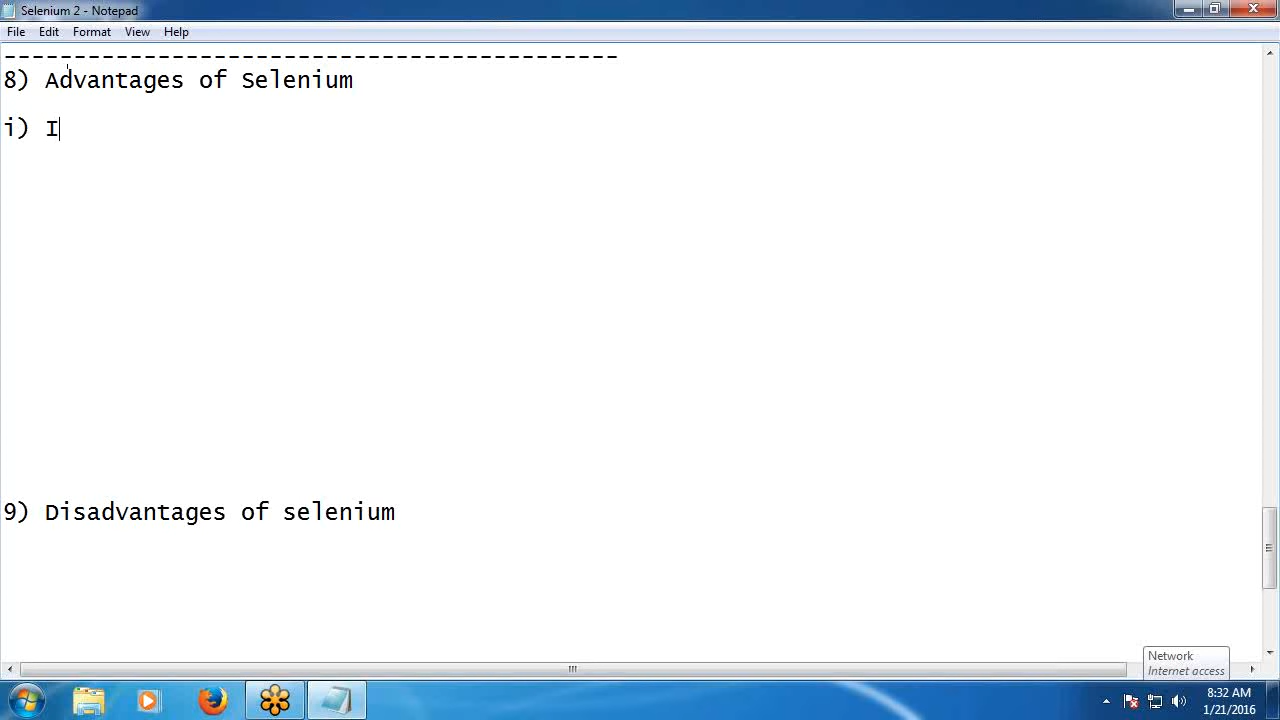 Selenium 2 - Notepad
File Edit Format View Help
--------------------------------------------
8) Advantages of Selenium
i) I
9) Disadvantages of selenium
Network
Internet access
8:32 AM
1/21/2016